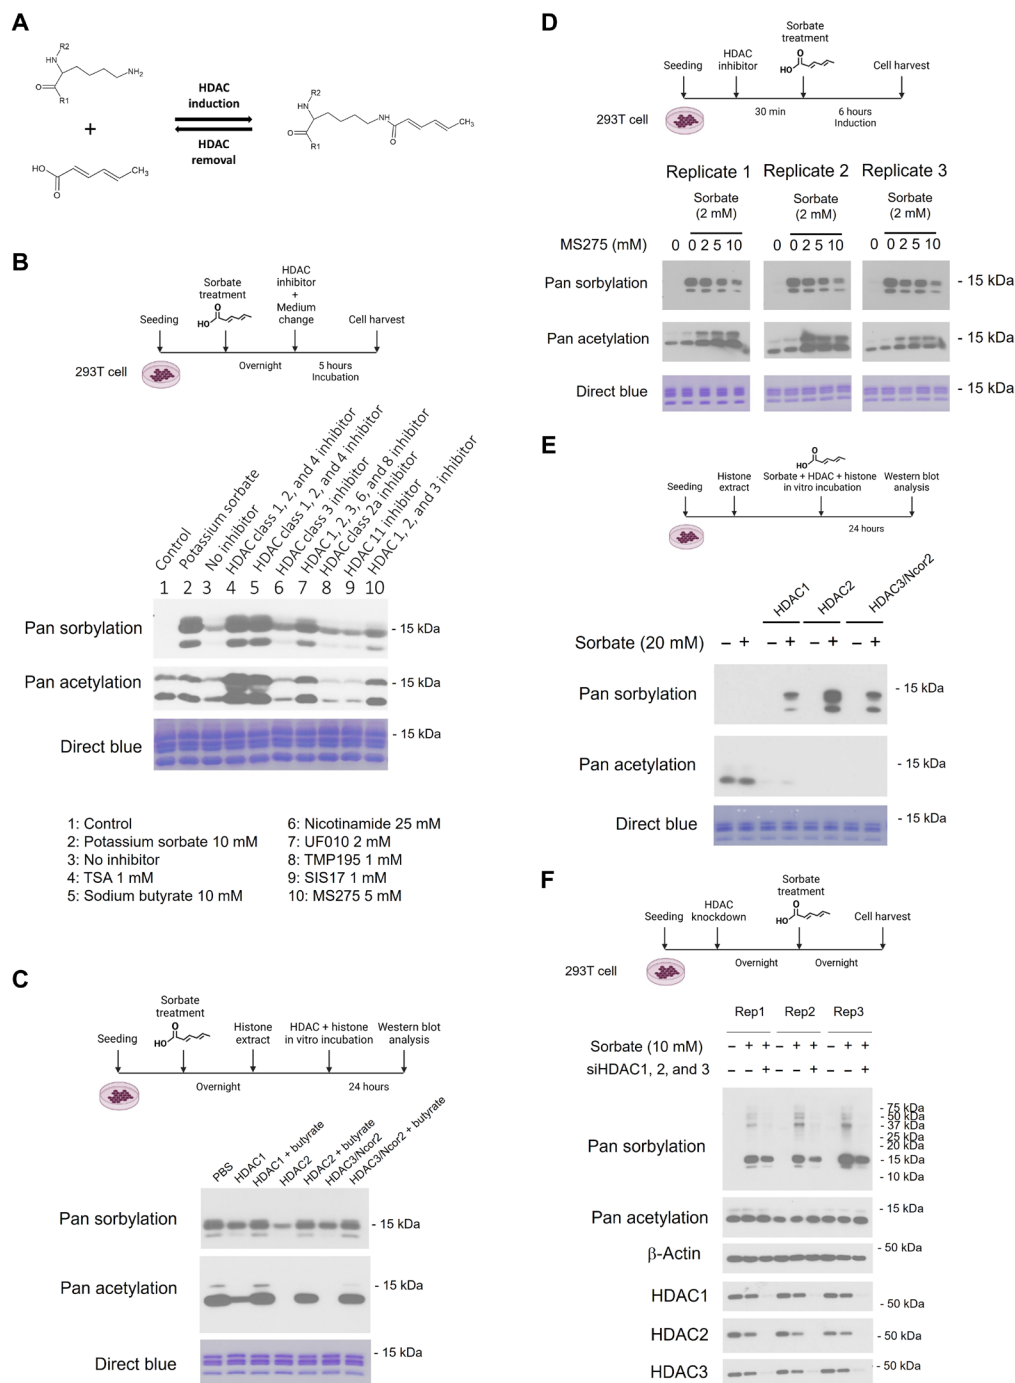 A
R2
HN
NH₂
O
R1
+
HO
O
CH₃
HDAC
induction
HDAC
removal
R2
HN
NH
O
R1
O
CH₃
B
Seeding
Sorbate
treatment
O
HO
HDAC
inhibitor
+
Medium
change
Cell harvest
293T cell
Overnight
5 hours
Incubation
Control
Potassium sorbate
No inhibitor
HDAC class 1, 2, and 4 inhibitor
HDAC class 1, 2, and 4 inhibitor
HDAC class 3 inhibitor
HDAC 1, 2, 3, 6, and 8 inhibitor
HDAC class 2a inhibitor
HDAC 11 inhibitor
HDAC 1, 2, and 3 inhibitor
1 2 3 4 5 6 7 8 9 10
Pan sorbylation
- 15 kDa
Pan acetylation
- 15 kDa
Direct blue
- 15 kDa
1: Control
2: Potassium sorbate 10 mM
3: No inhibitor
4: TSA 1 mM
5: Sodium butyrate 10 mM
6: Nicotinamide 25 mM
7: UF010 2 mM
8: TMP195 1 mM
9: SIS17 1 mM
10: MS275 5 mM
C
Seeding
Sorbate
treatment
O
HO
Histone
extract
HDAC + histone
in vitro incubation
Western blot
analysis
Overnight
24 hours
PBS
HDAC1
HDAC1 + butyrate
HDAC2
HDAC2 + butyrate
HDAC3/Ncor2
HDAC3/Ncor2 + butyrate
Pan sorbylation
- 15 kDa
Pan acetylation
- 15 kDa
Direct blue
- 15 kDa
D
Seeding
HDAC
inhibitor
Sorbate
treatment
O
HO
Cell harvest
293T cell
30 min
6 hours
Induction
Replicate 1 Replicate 2 Replicate 3
Sorbate
(2 mM)
Sorbate
(2 mM)
Sorbate
(2 mM)
MS275 (mM) 0 0 2 5 10 0 0 2 5 10 0 0 2 5 10
Pan sorbylation
- 15 kDa
Pan acetylation
- 15 kDa
Direct blue
- 15 kDa
E
Seeding
Histone
extract
O
HO
Sorbate + HDAC + histone
in vitro incubation
Western blot
analysis
24 hours
HDAC1
HDAC2
HDAC3/Ncor2
Sorbate (20 mM) – + – + – + – +
Pan sorbylation
- 15 kDa
Pan acetylation
- 15 kDa
Direct blue
- 15 kDa
F
Seeding
HDAC
knockdown
Sorbate
treatment
O
HO
Cell harvest
293T cell
Overnight
Overnight
Rep1 Rep2 Rep3
Sorbate (10 mM) – + + – + + – + +
siHDAC1, 2, and 3 – – + – – + – – +
Pan sorbylation
- 75 kDa
- 50 kDa
- 37 kDa
- 25 kDa
- 20 kDa
- 15 kDa
- 10 kDa
Pan acetylation
- 15 kDa
β-Actin
- 50 kDa
HDAC1
- 50 kDa
HDAC2
- 50 kDa
HDAC3
- 50 kDa